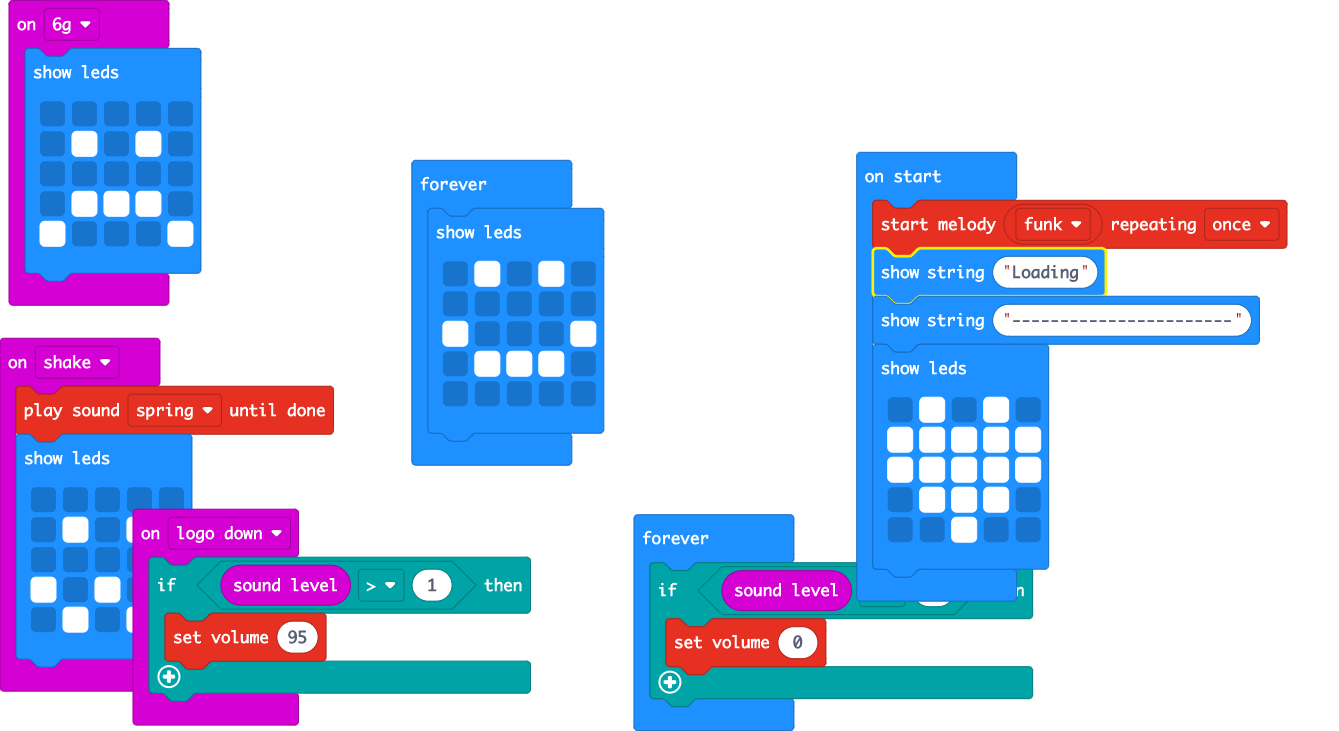 on 6g
show leds
on shake
play sound spring until done
show leds
on logo down
if sound level > 1 then
set volume 95
forever
show leds
forever
if sound level
set volume 0
on start
start melody funk repeating once
show string "Loading"
show string "-----------------------"
show leds